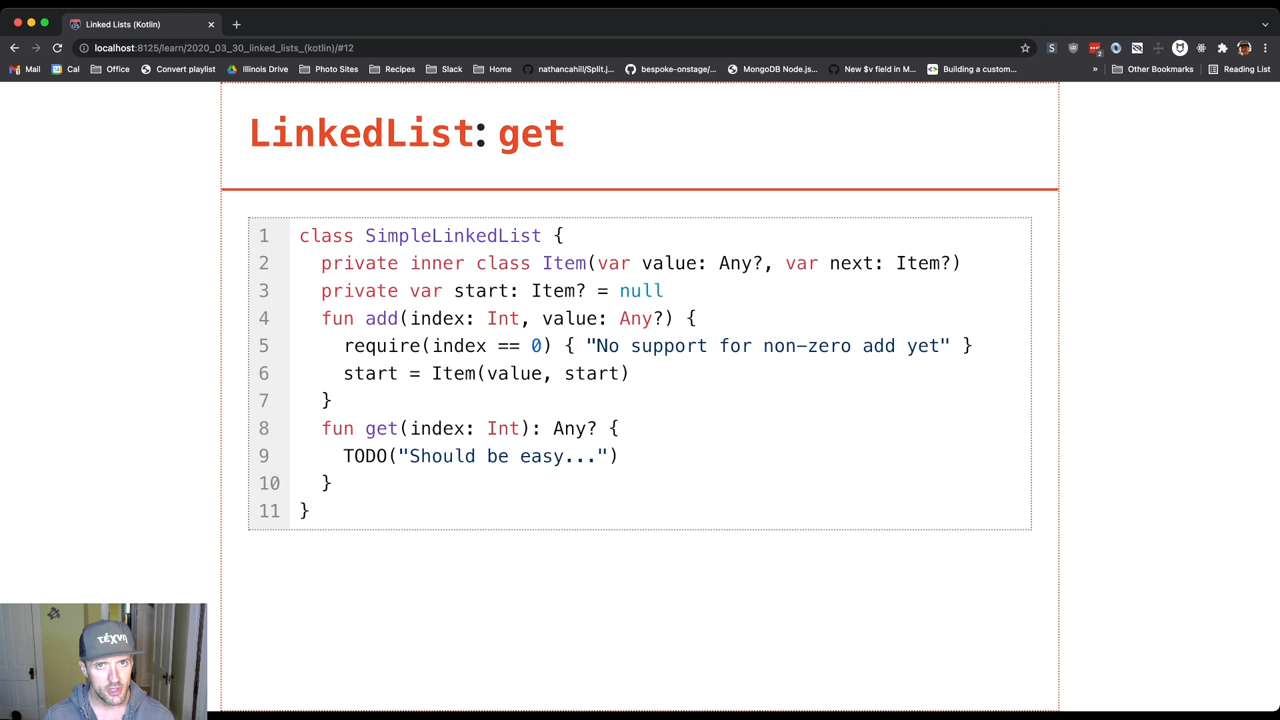 Linked Lists (Kotlin)
localhost:8125/learn/2020_03_30_linked_lists_(kotlin)/#12
Mail Cal Office Convert playlist Illinois Drive Photo Sites Recipes Slack Home nathancahill/Split.j... bespoke-onstage/... MongoDB Node.js... New $v field in M... Building a custom... » Other Bookmarks Reading List
LinkedList: get
1 class SimpleLinkedList {
2 private inner class Item(var value: Any?, var next: Item?)
3 private var start: Item? = null
4 fun add(index: Int, value: Any?) {
5 require(index == 0) { "No support for non-zero add yet" }
6 start = Item(value, start)
7 }
8 fun get(index: Int): Any? {
9 TODO("Should be easy...")
10 }
11 }
τέχνη